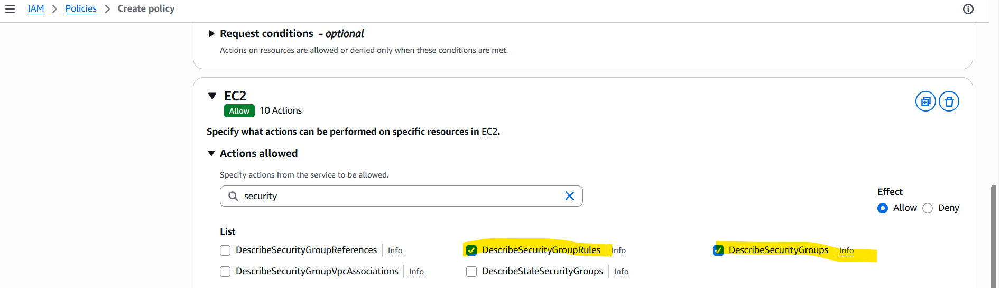 IAM > Policies > Create policy
Request conditions - optional
Actions on resources are allowed or denied only when these conditions are met.
EC2
Allow 10 Actions
Specify what actions can be performed on specific resources in EC2.
Actions allowed
Specify actions from the service to be allowed.
security
Effect
Allow Deny
List
DescribeSecurityGroupReferences Info DescribeSecurityGroupRules Info DescribeSecurityGroups Info
DescribeSecurityGroupVpcAssociations Info DescribeStaleSecurityGroups Info